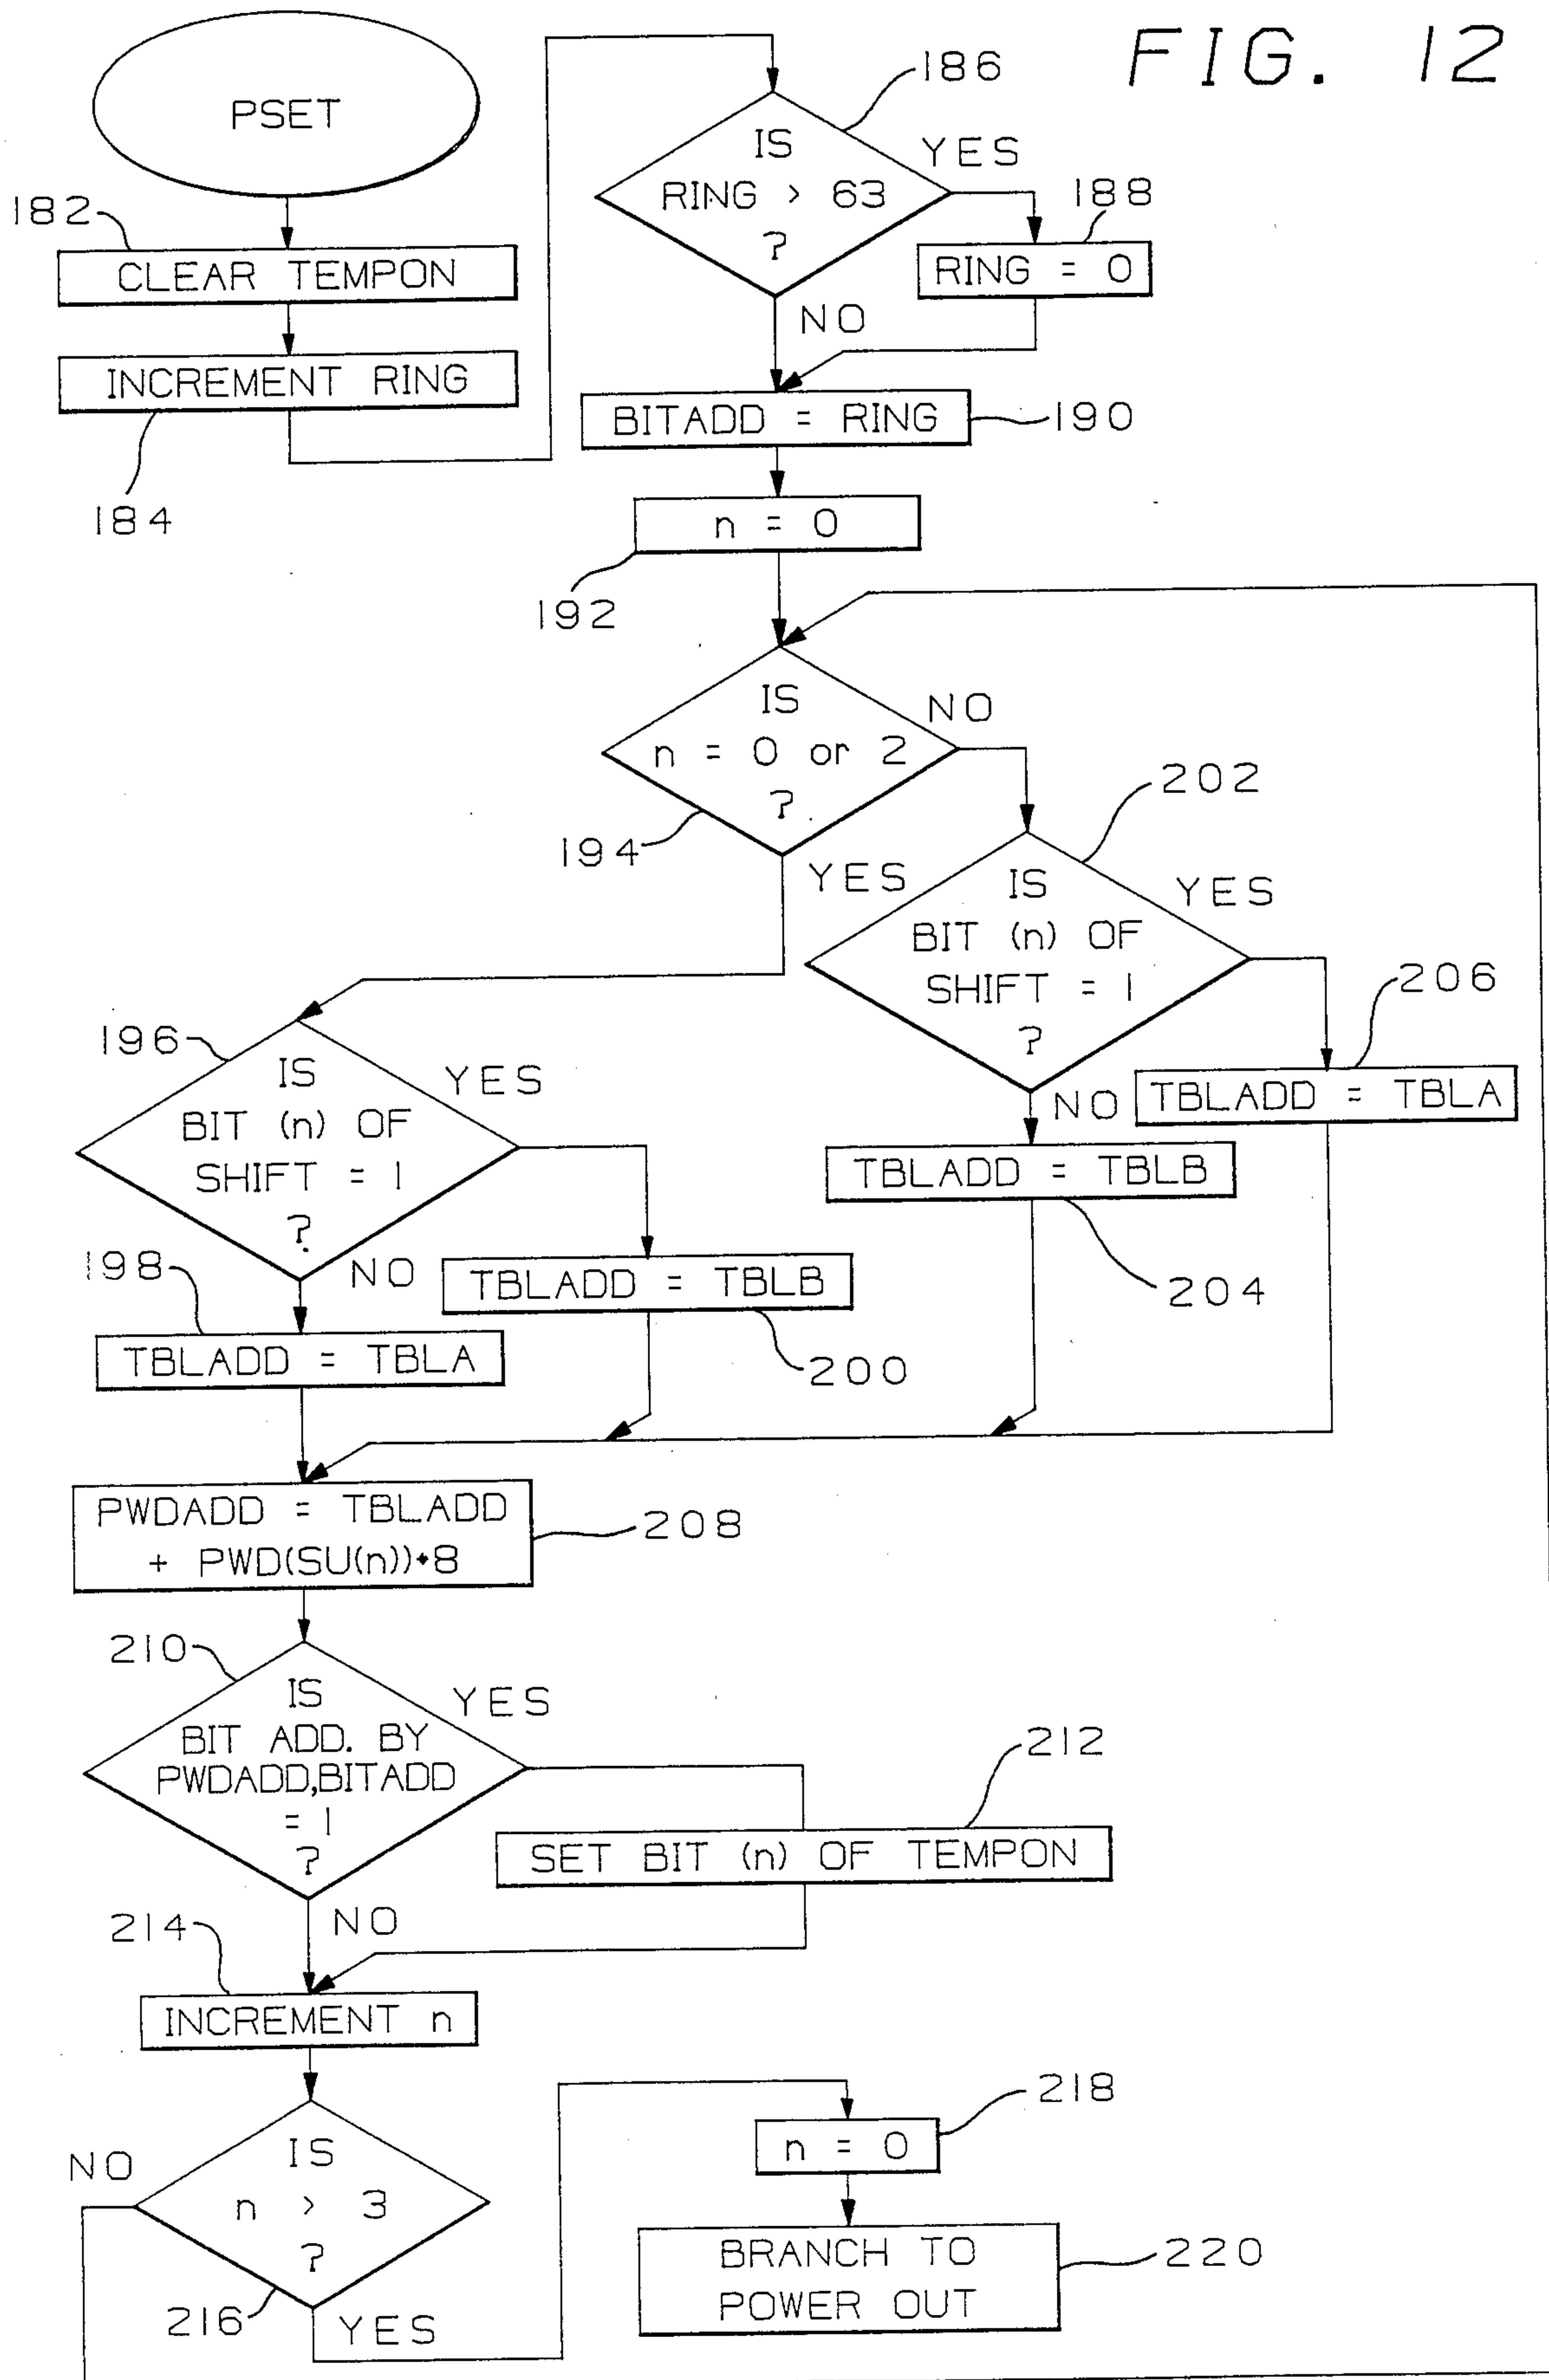 FIG. 12
PSET
182
CLEAR TEMPON
INCREMENT RING
184
186
IS
RING > 63
?
YES
188
RING = 0
NO
BITADD = RING
190
n = 0
192
IS
n = 0 or 2
?
NO
194
YES
202
IS
BIT (n) OF
SHIFT = 1
?
YES
206
TBLADD = TBLA
NO
TBLADD = TBLB
204
196
IS
BIT (n) OF
SHIFT = 1
?
YES
NO
198
TBLADD = TBLB
200
TBLADD = TBLA
PWDADD = TBLADD
+ PWD(SU(n))*8
208
210
IS
BIT ADD. BY
PWDADD,BITADD
= 1
?
YES
212
SET BIT (n) OF TEMPON
NO
214
INCREMENT n
IS
n > 3
?
NO
216
YES
218
n = 0
BRANCH TO
POWER OUT
220